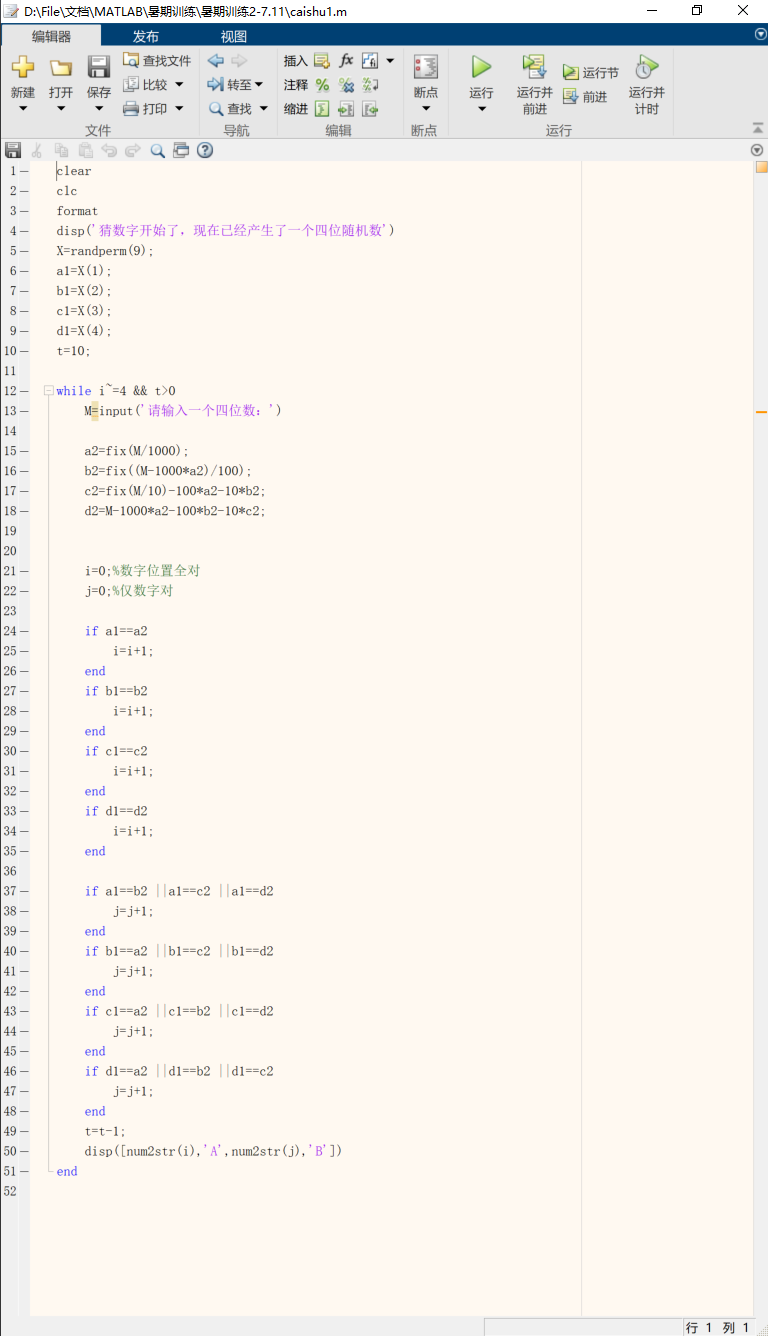 D:\File\文档\MATLAB\暑期训练\暑期训练2-7.11\caishu1.m
编辑器 发布 视图
新建 打开 保存 查找文件 比较 打印 转至 查找 插入 fx 注释 缩进 断点 运行 运行并前进 运行节 前进 运行并计时
文件 导航 编辑 断点 运行
1 clear
2 clc
3 format
4 disp('猜数字开始了，现在已经产生了一个四位随机数')
5 X=randperm(9);
6 a1=X(1);
7 b1=X(2);
8 c1=X(3);
9 d1=X(4);
10 t=10;
11
12 while i~=4 && t>0
13 M=input('请输入一个四位数：')
14
15 a2=fix(M/1000);
16 b2=fix((M-1000*a2)/100);
17 c2=fix(M/10)-100*a2-10*b2;
18 d2=M-1000*a2-100*b2-10*c2;
19
20
21 i=0;%数字位置全对
22 j=0;%仅数字对
23
24 if a1==a2
25 i=i+1;
26 end
27 if b1==b2
28 i=i+1;
29 end
30 if c1==c2
31 i=i+1;
32 end
33 if d1==d2
34 i=i+1;
35 end
36
37 if a1==b2 ||a1==c2 ||a1==d2
38 j=j+1;
39 end
40 if b1==a2 ||b1==c2 ||b1==d2
41 j=j+1;
42 end
43 if c1==a2 ||c1==b2 ||c1==d2
44 j=j+1;
45 end
46 if d1==a2 ||d1==b2 ||d1==c2
47 j=j+1;
48 end
49 t=t-1;
50 disp([num2str(i),'A',num2str(j),'B'])
51 end
52
行 1 列 1